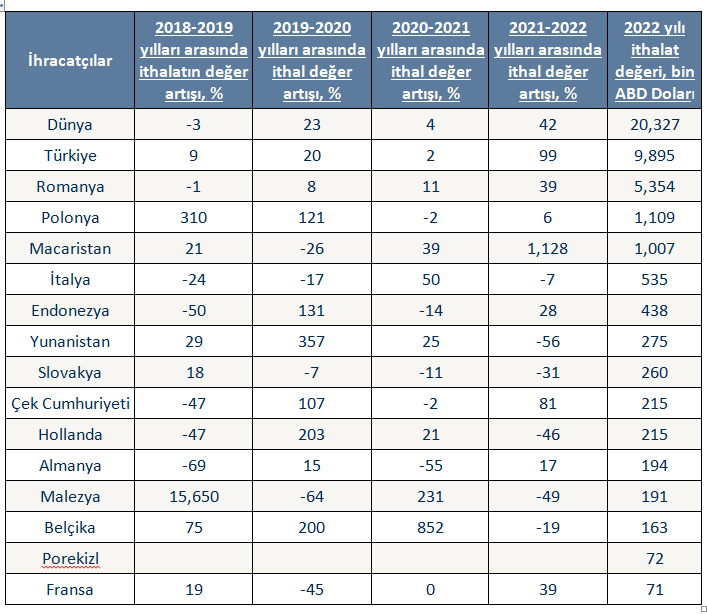 İhracatçılar 2018-2019 yılları arasında ithalatın değer artışı, % 2019-2020 yılları arasında ithal değer artışı, % 2020-2021 yılları arasında ithal değer artışı, % 2021-2022 yılları arasında ithal değer artışı, % 2022 yılı ithalat değeri, bin ABD Doları
Dünya -3 23 4 42 20,327
Türkiye 9 20 2 99 9,895
Romanya -1 8 11 39 5,354
Polonya 310 121 -2 6 1,109
Macaristan 21 -26 39 1,128 1,007
İtalya -24 -17 50 -7 535
Endonezya -50 131 -14 28 438
Yunanistan 29 357 25 -56 275
Slovakya 18 -7 -11 -31 260
Çek Cumhuriyeti -47 107 -2 81 215
Hollanda -47 203 21 -46 215
Almanya -69 15 -55 17 194
Malezya 15,650 -64 231 -49 191
Belçika 75 200 852 -19 163
Porekizl 72
Fransa 19 -45 0 39 71